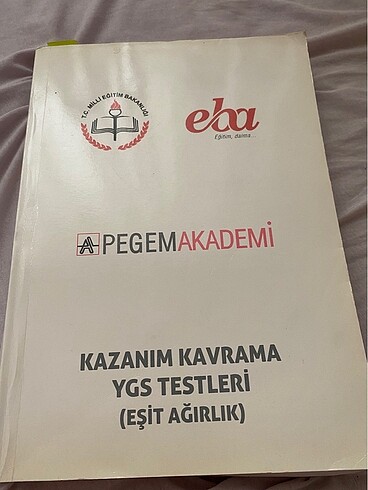 T.C. MİLLİ EĞİTİM BAKANLIĞI
eba
Eğitim, daima...
PEGEMAKADEMİ
KAZANIM KAVRAMA
YGS TESTLERİ
(EŞİT AĞIRLIK)